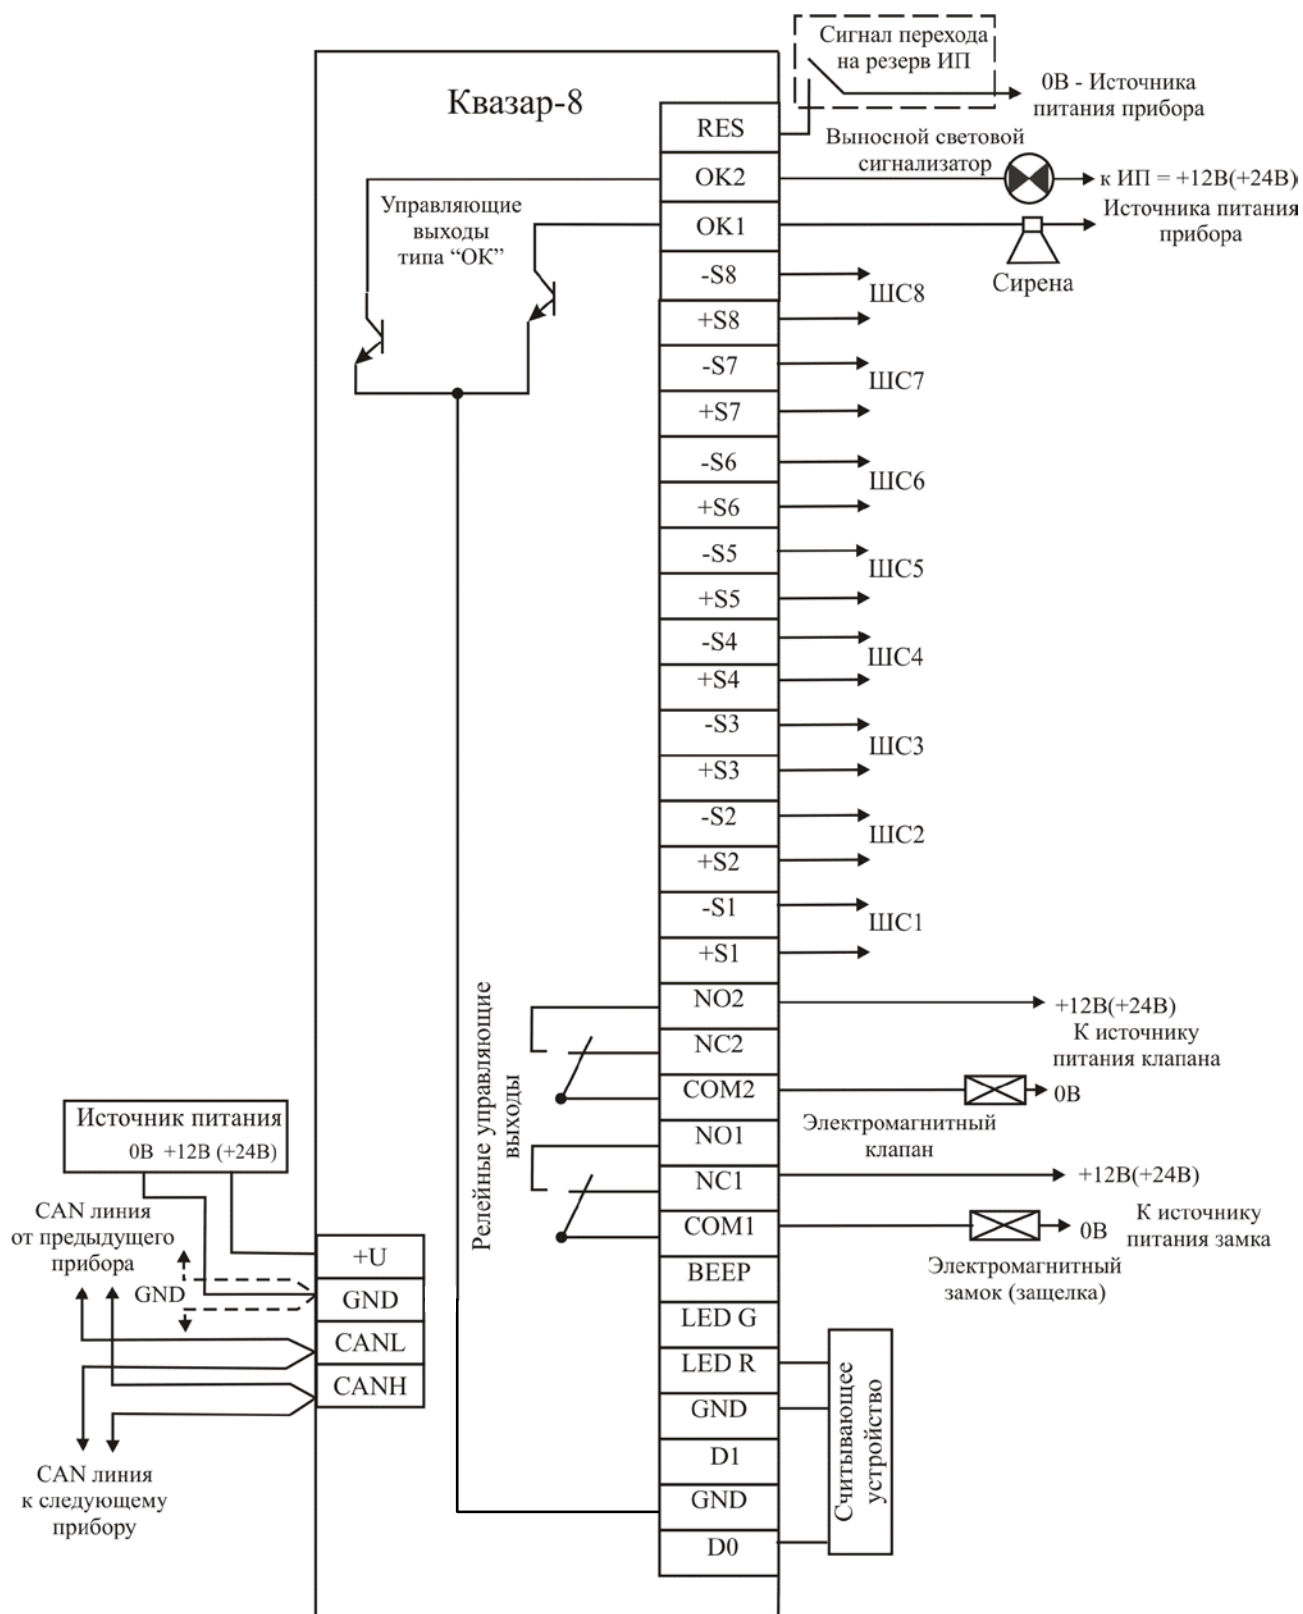 Сигнал перехода
на резерв ИП
0В - Источника
питания прибора
Квазар-8
RES
Выносной световой
сигнализатор
OK2
к ИП = +12В(+24В)
Управляющие
выходы
типа “ОК”
OK1
Источника питания
прибора
Сирена
-S8
ШС8
+S8
-S7
ШС7
+S7
-S6
ШС6
+S6
-S5
ШС5
+S5
-S4
ШС4
+S4
-S3
ШС3
+S3
-S2
ШС2
+S2
-S1
ШС1
+S1
Релейные управляющие
выходы
NO2
+12В(+24В)
К источнику
питания клапана
NC2
COM2
0В
Электромагнитный
клапан
NO1
NC1
+12В(+24В)
COM1
0В
К источнику
питания замка
Электромагнитный
замок (защелка)
BEEP
LED G
LED R
GND
D1
GND
D0
Считывающее
устройство
Источник питания
0В +12В (+24В)
CAN линия
от предыдущего
прибора
GND
+U
GND
CANL
CANH
CAN линия
к следующему
прибору